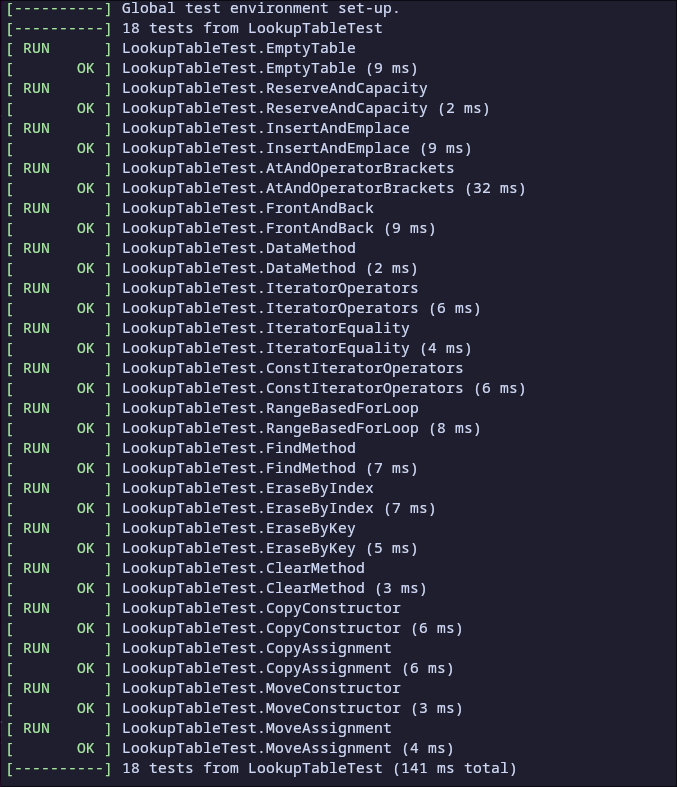 [----------] Global test environment set-up.
[----------] 18 tests from LookupTableTest
[ RUN      ] LookupTableTest.EmptyTable
[       OK ] LookupTableTest.EmptyTable (9 ms)
[ RUN      ] LookupTableTest.ReserveAndCapacity
[       OK ] LookupTableTest.ReserveAndCapacity (2 ms)
[ RUN      ] LookupTableTest.InsertAndEmplace
[       OK ] LookupTableTest.InsertAndEmplace (9 ms)
[ RUN      ] LookupTableTest.AtAndOperatorBrackets
[       OK ] LookupTableTest.AtAndOperatorBrackets (32 ms)
[ RUN      ] LookupTableTest.FrontAndBack
[       OK ] LookupTableTest.FrontAndBack (9 ms)
[ RUN      ] LookupTableTest.DataMethod
[       OK ] LookupTableTest.DataMethod (2 ms)
[ RUN      ] LookupTableTest.IteratorOperators
[       OK ] LookupTableTest.IteratorOperators (6 ms)
[ RUN      ] LookupTableTest.IteratorEquality
[       OK ] LookupTableTest.IteratorEquality (4 ms)
[ RUN      ] LookupTableTest.ConstIteratorOperators
[       OK ] LookupTableTest.ConstIteratorOperators (6 ms)
[ RUN      ] LookupTableTest.RangeBasedForLoop
[       OK ] LookupTableTest.RangeBasedForLoop (8 ms)
[ RUN      ] LookupTableTest.FindMethod
[       OK ] LookupTableTest.FindMethod (7 ms)
[ RUN      ] LookupTableTest.EraseByIndex
[       OK ] LookupTableTest.EraseByIndex (7 ms)
[ RUN      ] LookupTableTest.EraseByKey
[       OK ] LookupTableTest.EraseByKey (5 ms)
[ RUN      ] LookupTableTest.ClearMethod
[       OK ] LookupTableTest.ClearMethod (3 ms)
[ RUN      ] LookupTableTest.CopyConstructor
[       OK ] LookupTableTest.CopyConstructor (6 ms)
[ RUN      ] LookupTableTest.CopyAssignment
[       OK ] LookupTableTest.CopyAssignment (6 ms)
[ RUN      ] LookupTableTest.MoveConstructor
[       OK ] LookupTableTest.MoveConstructor (3 ms)
[ RUN      ] LookupTableTest.MoveAssignment
[       OK ] LookupTableTest.MoveAssignment (4 ms)
[----------] 18 tests from LookupTableTest (141 ms total)